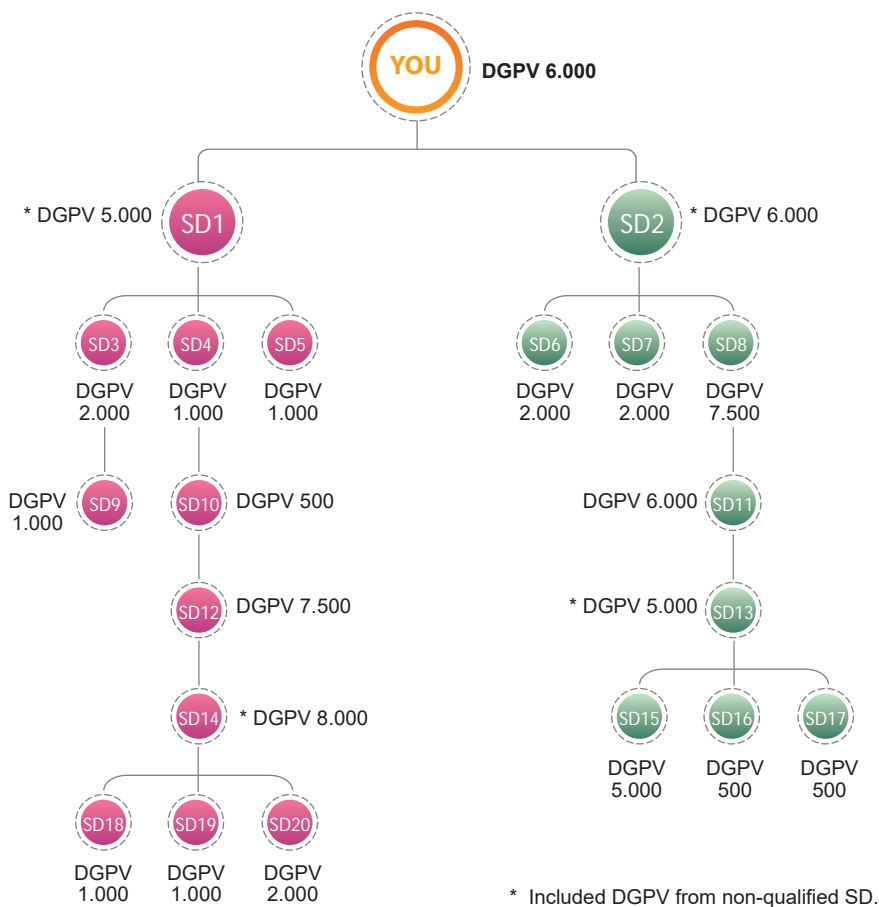 YOU
DGPV 6.000
* DGPV 5.000
SD1
SD2
* DGPV 6.000
SD3
SD4
SD5
SD6
SD7
SD8
DGPV
2.000
DGPV
1.000
DGPV
1.000
DGPV
2.000
DGPV
2.000
DGPV
7.500
DGPV
1.000
SD9
SD10
DGPV 500
DGPV 6.000
SD11
SD12
DGPV 7.500
* DGPV 5.000
SD13
SD14
* DGPV 8.000
SD15
SD16
SD17
DGPV
5.000
DGPV
500
DGPV
500
SD18
SD19
SD20
DGPV
1.000
DGPV
1.000
DGPV
2.000
* Included DGPV from non-qualified SD.